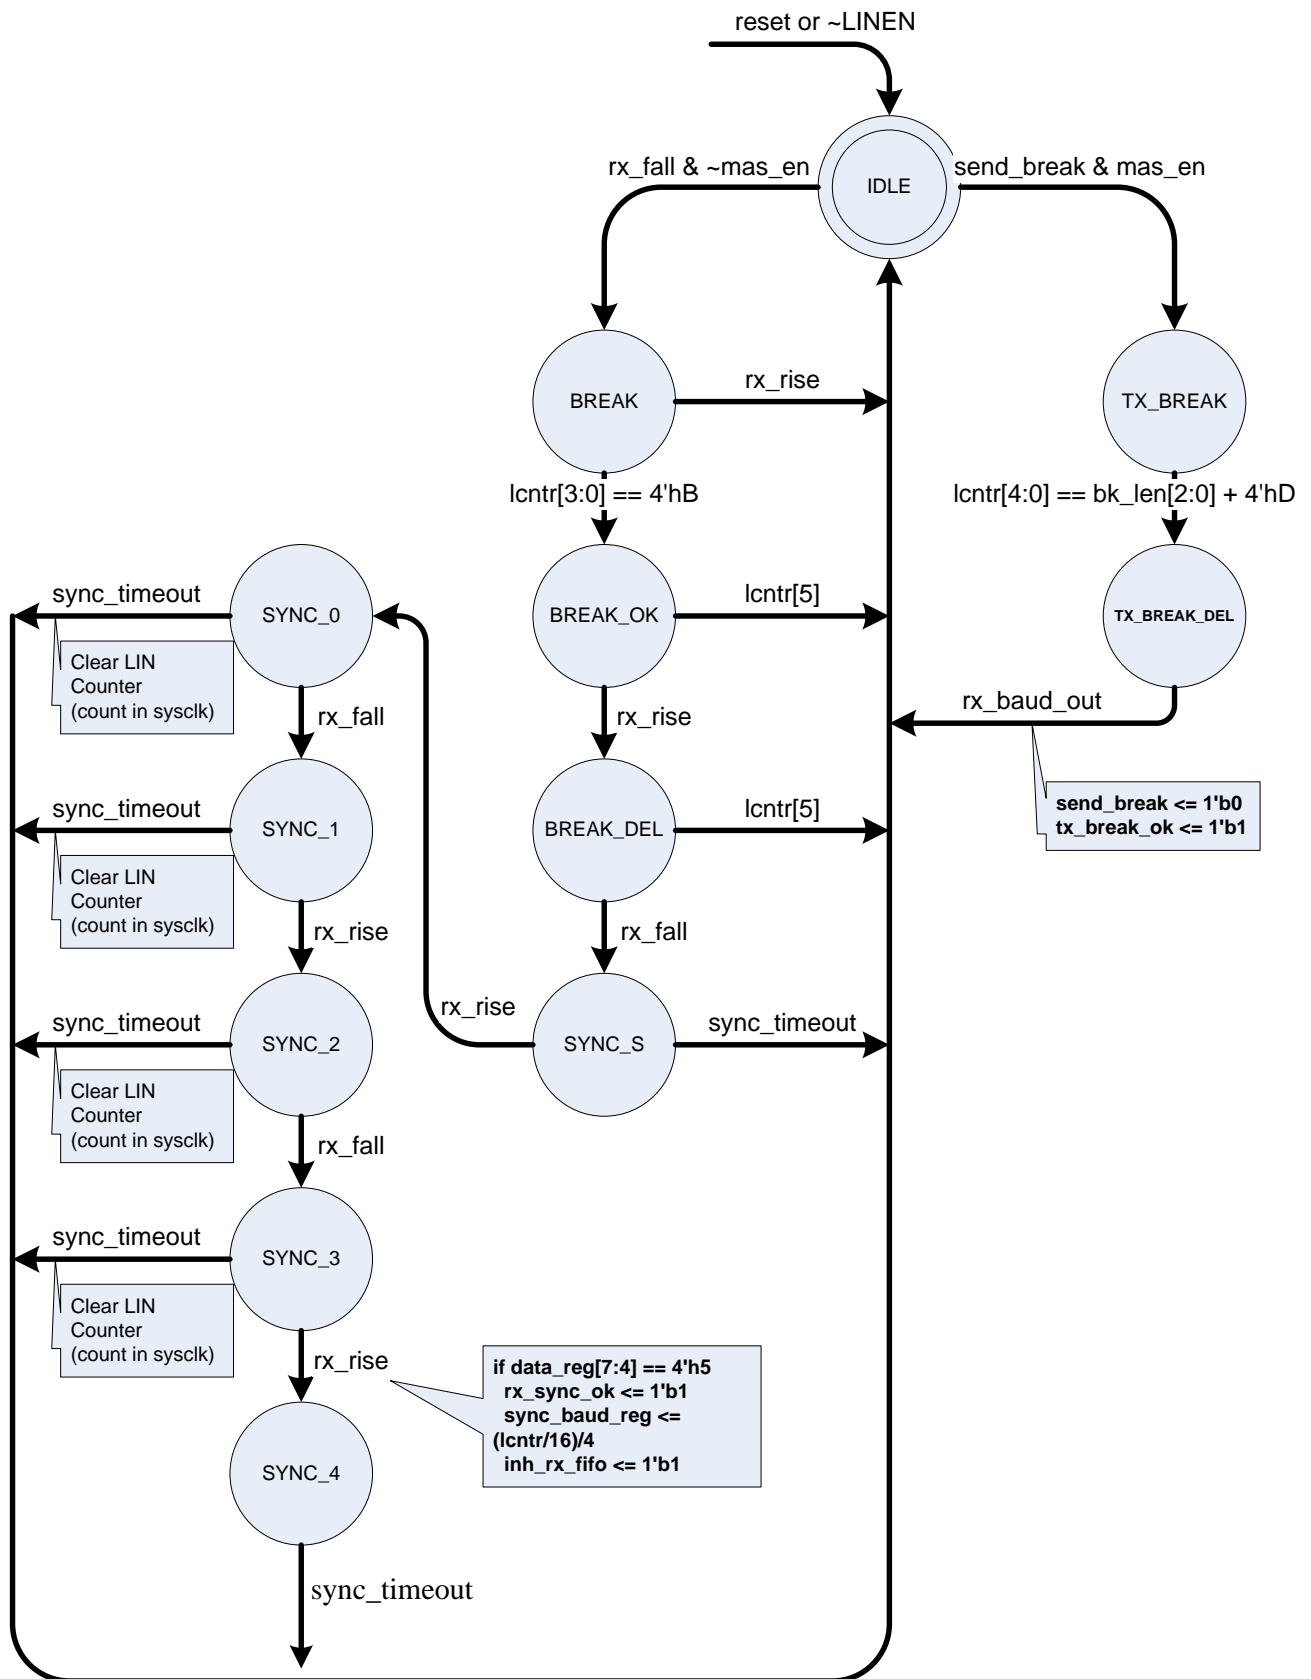 reset or ~LINEN
rx_fall & ~mas_en
IDLE
send_break & mas_en
BREAK
rx_rise
TX_BREAK
lcntr[3:0] == 4'hB
lcntr[4:0] == bk_len[2:0] + 4'hD
sync_timeout
SYNC_0
BREAK_OK
lcntr[5]
TX_BREAK_DEL
Clear LIN
Counter
(count in sysclk)
rx_fall
rx_rise
rx_baud_out
sync_timeout
SYNC_1
BREAK_DEL
lcntr[5]
send_break <= 1'b0
tx_break_ok <= 1'b1
Clear LIN
Counter
(count in sysclk)
rx_rise
rx_fall
rx_rise
sync_timeout
SYNC_2
SYNC_S
sync_timeout
Clear LIN
Counter
(count in sysclk)
rx_fall
sync_timeout
SYNC_3
Clear LIN
Counter
(count in sysclk)
rx_rise
if data_reg[7:4] == 4'h5
rx_sync_ok <= 1'b1
sync_baud_reg <=
(lcntr/16)/4
inh_rx_fifo <= 1'b1
SYNC_4
sync_timeout